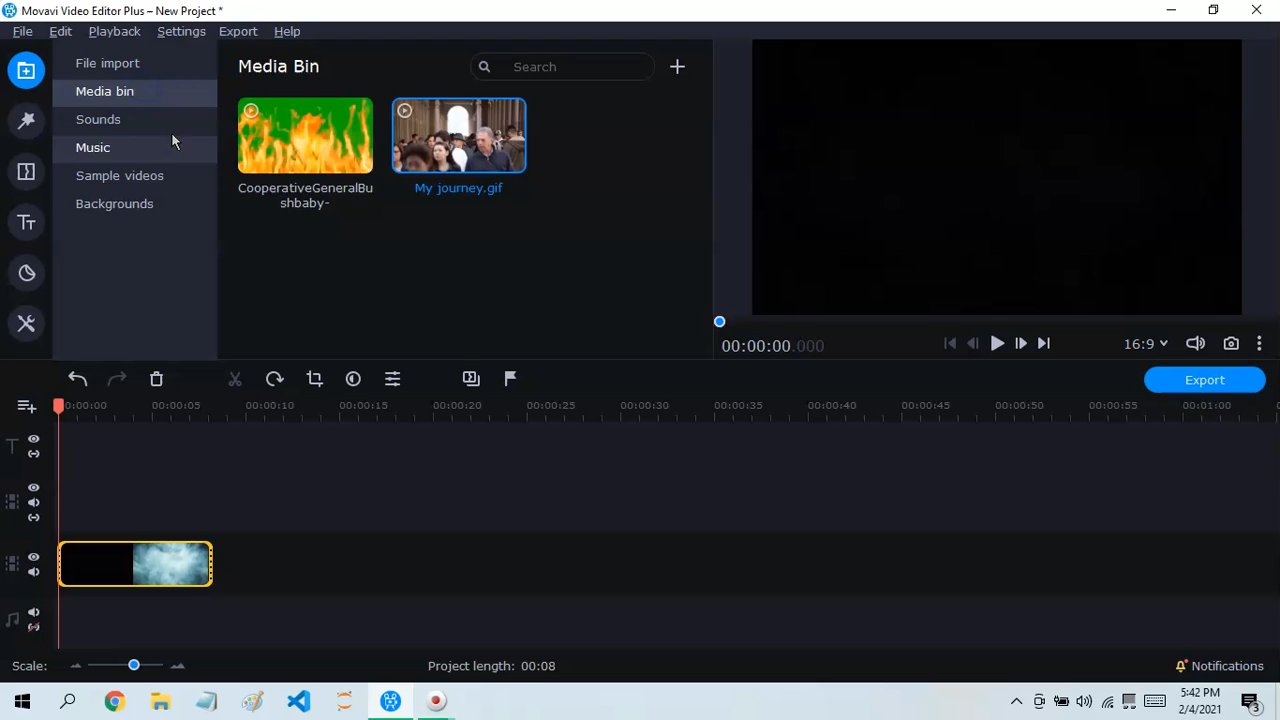 Movavi Video Editor Plus – New Project *
File Edit Playback Settings Export Help
File import
Media bin
Sounds
Music
Sample videos
Backgrounds
Media Bin
Search
CooperativeGeneralBu
shbaby-
My journey.gif
00:00:00.000
16:9
Export
0:00:00 00:00:05 00:00:10 00:00:15 00:00:20 00:00:25 00:00:30 00:00:35 00:00:40 00:00:45 00:00:50 00:00:55 00:01:00
Scale:
Project length: 00:08
Notifications
5:42 PM
2/4/2021
3